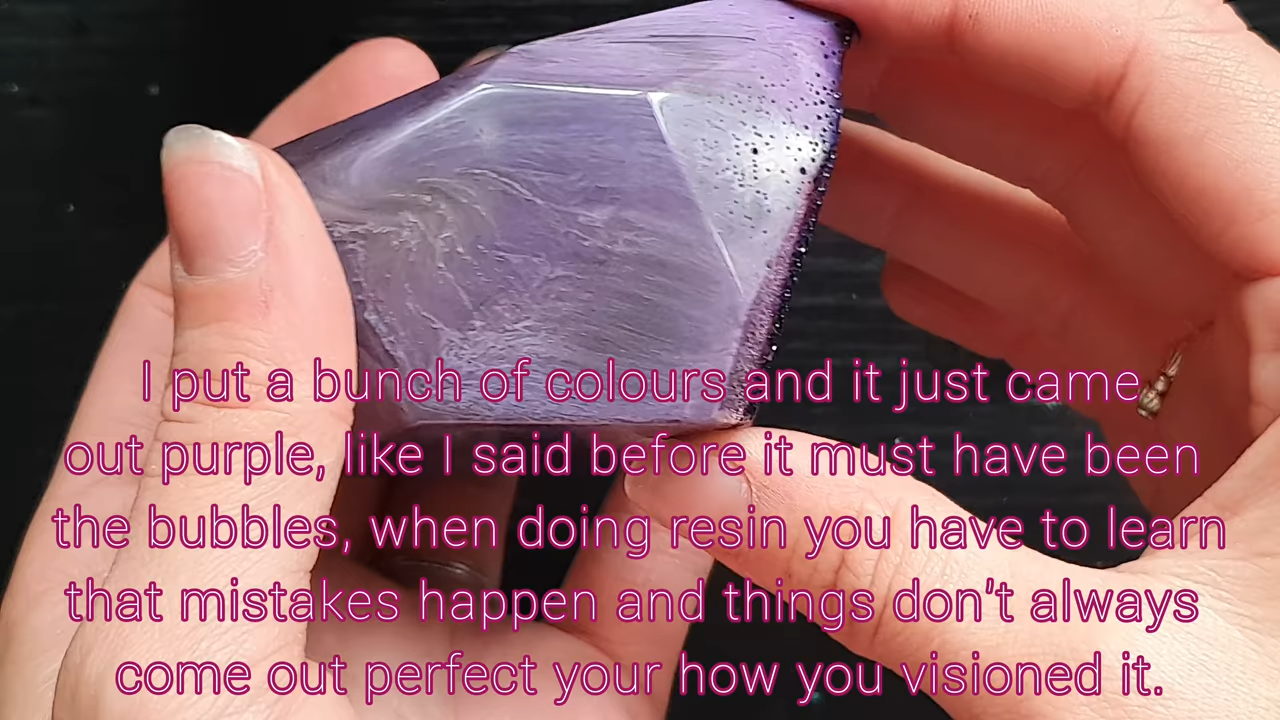 I put a bunch of colours and it just came
out purple, like I said before it must have been
the bubbles, when doing resin you have to learn
that mistakes happen and things don't always
come out perfect your how you visioned it.